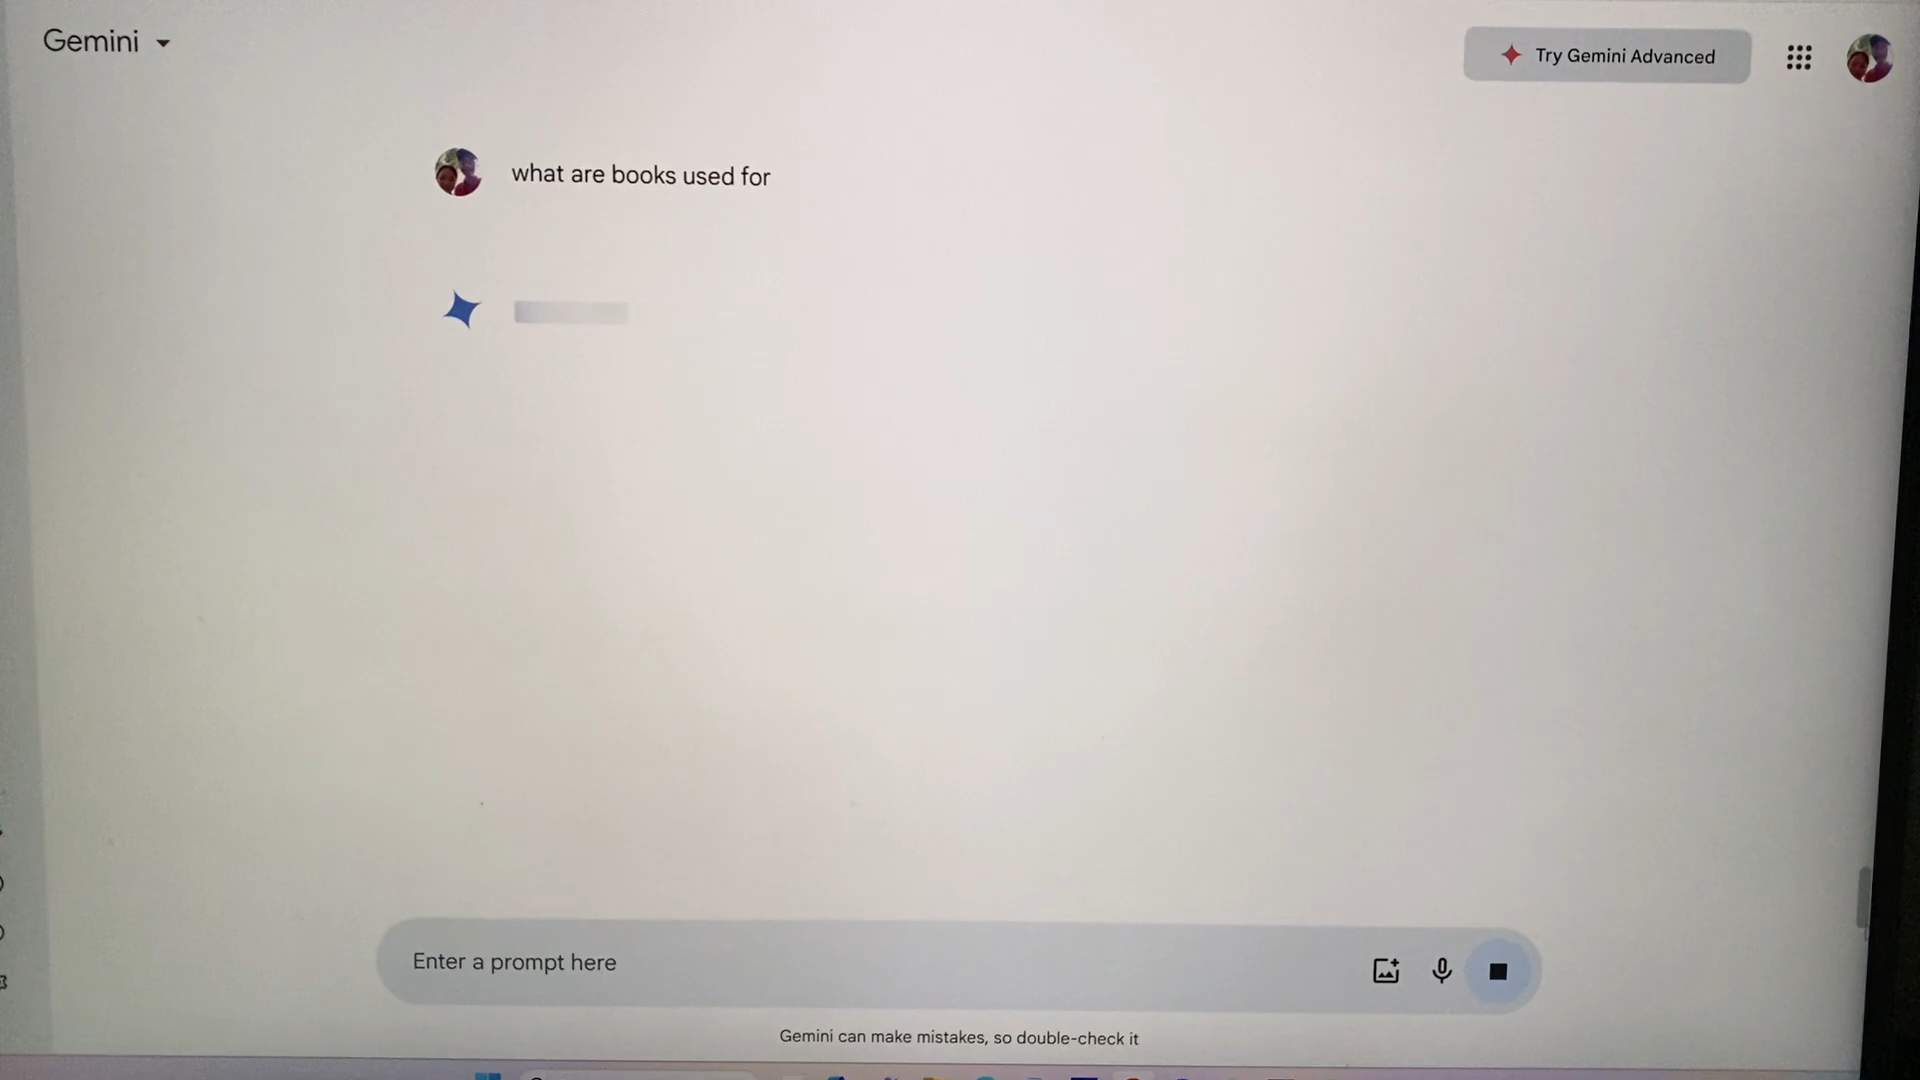 Gemini
Try Gemini Advanced
what are books used for
Enter a prompt here
Gemini can make mistakes, so double-check it